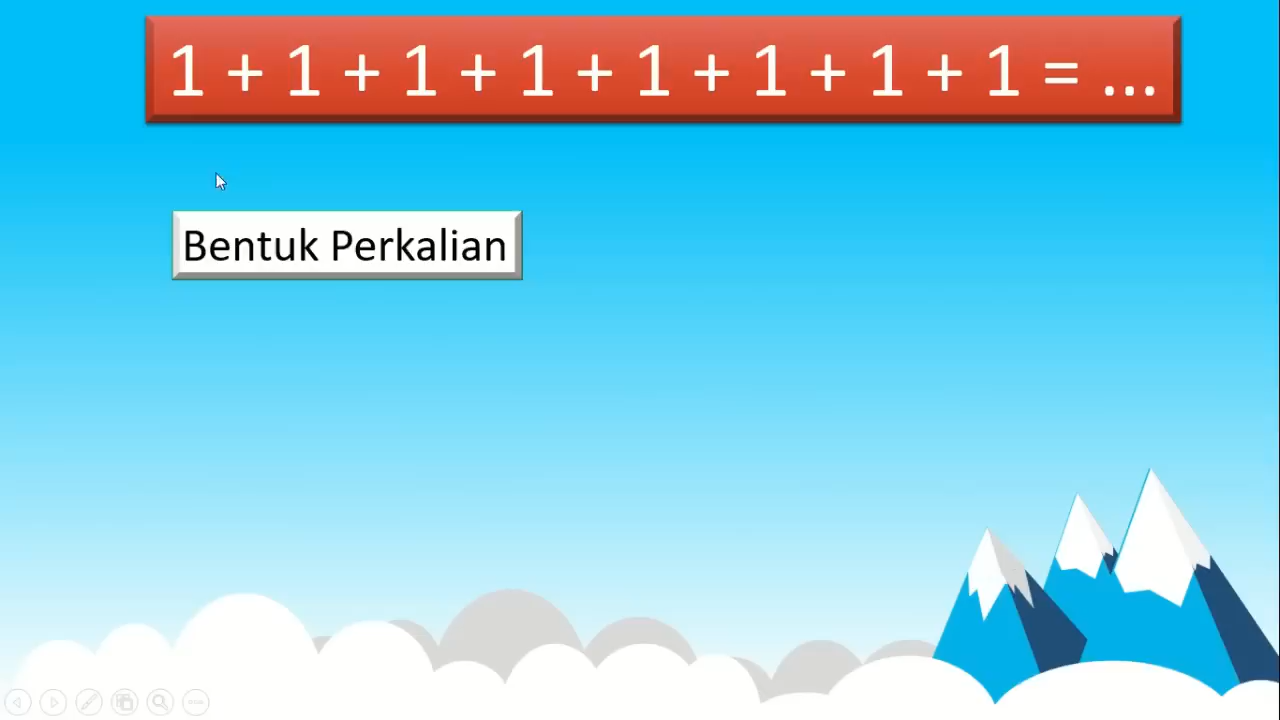 1 + 1 + 1 + 1 + 1 + 1 + 1 + 1 = ...
Bentuk Perkalian